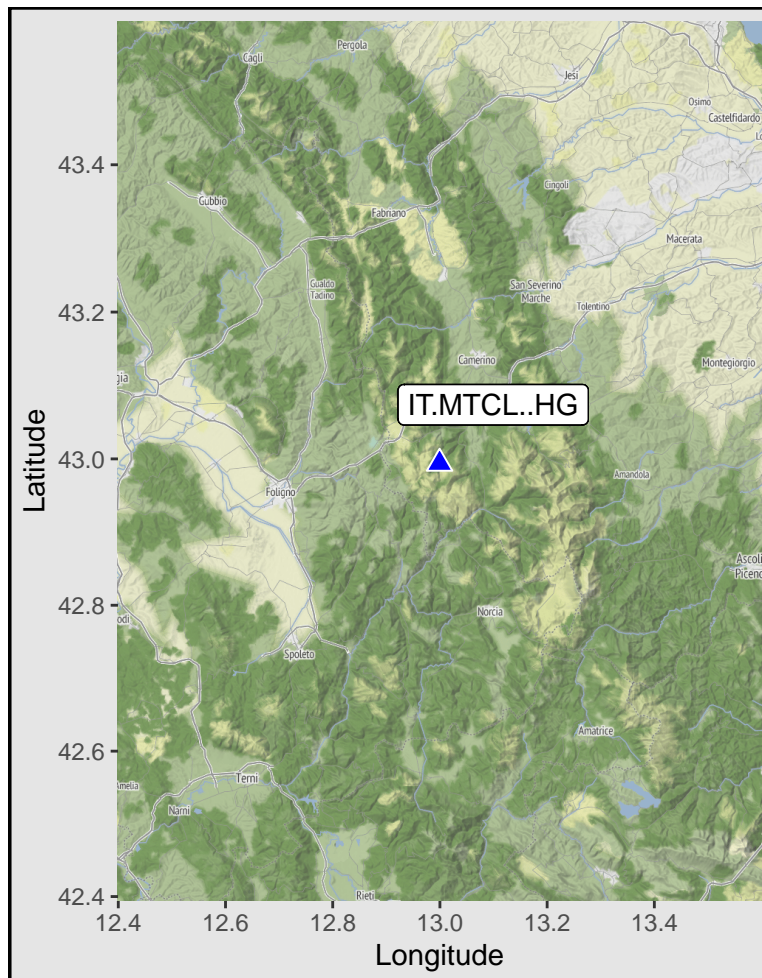 Cagli
Pergola
Jesi
Osimo
Castelfidardo
43.4
Cingoli
Gubbio
Fabriano
Macerata
Gualdo
Tadino
San Severino
Marche
43.2
Tolentino
Camerino
Montegiorgio
gia
IT.MTCL..HG
Latitude
43.0
Amandola
Foligno
Ascoli
Piceno
42.8
Norcia
odi
Spoleto
Amatrice
42.6
Terni
Amelia
Narni
42.4
Rieti
12.4
12.6
12.8
13.0
13.2
13.4
Longitude